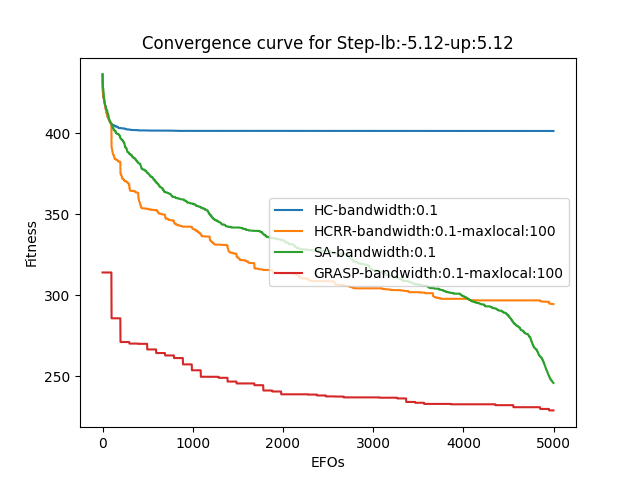 Convergence curve for Step-lb:-5.12-up:5.12
Fitness
400
350
300
250
HC-bandwidth:0.1
HCRR-bandwidth:0.1-maxlocal:100
SA-bandwidth:0.1
GRASP-bandwidth:0.1-maxlocal:100
0 1000 2000 3000 4000 5000
EFOs